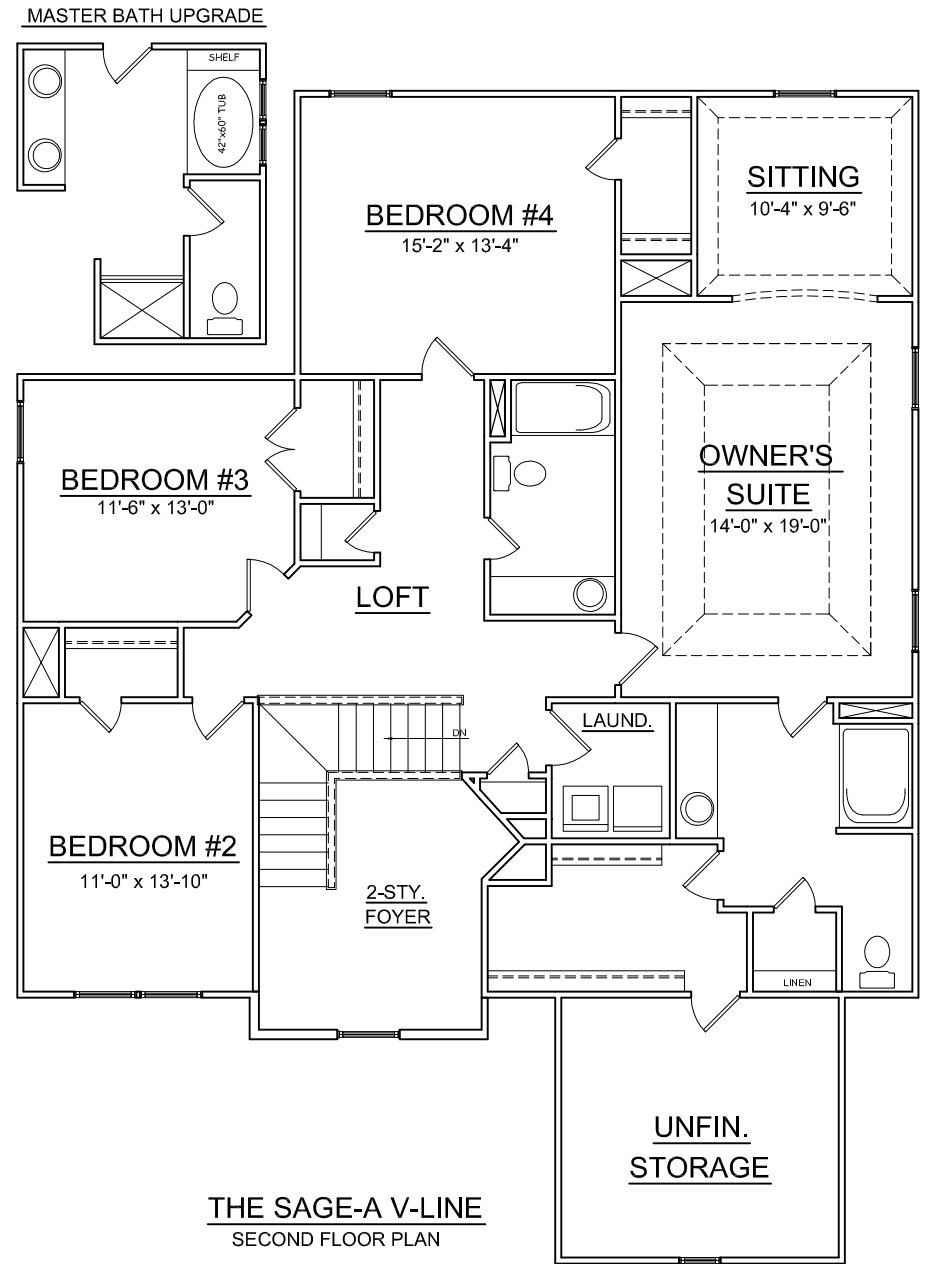 MASTER BATH UPGRADE
SHELF
42"x60" TUB
BEDROOM #4
15'-2" x 13'-4"
SITTING
10'-4" x 9'-6"
BEDROOM #3
11'-6" x 13'-0"
OWNER'S
SUITE
14'-0" x 19'-0"
LOFT
LAUND.
DN
BEDROOM #2
11'-0" x 13'-10"
2-STY.
FOYER
LINEN
UNFIN.
STORAGE
THE SAGE-A V-LINE
SECOND FLOOR PLAN